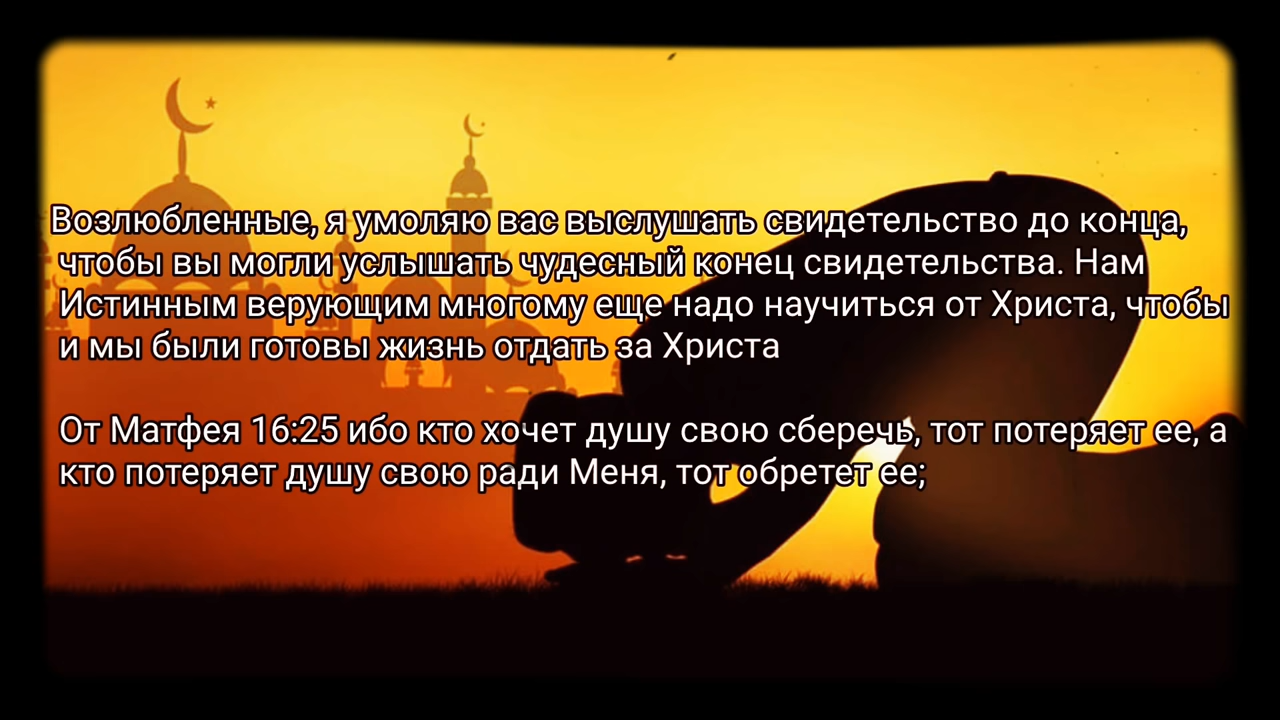 Возлюбленные, я умоляю вас выслушать свидетельство до конца,
чтобы вы могли услышать чудесный конец свидетельства. Нам
Истинным верующим многому еще надо научиться от Христа, чтобы
и мы были готовы жизнь отдать за Христа
От Матфея 16:25 ибо кто хочет душу свою сберечь, тот потеряет ее, а
кто потеряет душу свою ради Меня, тот обретет ее;